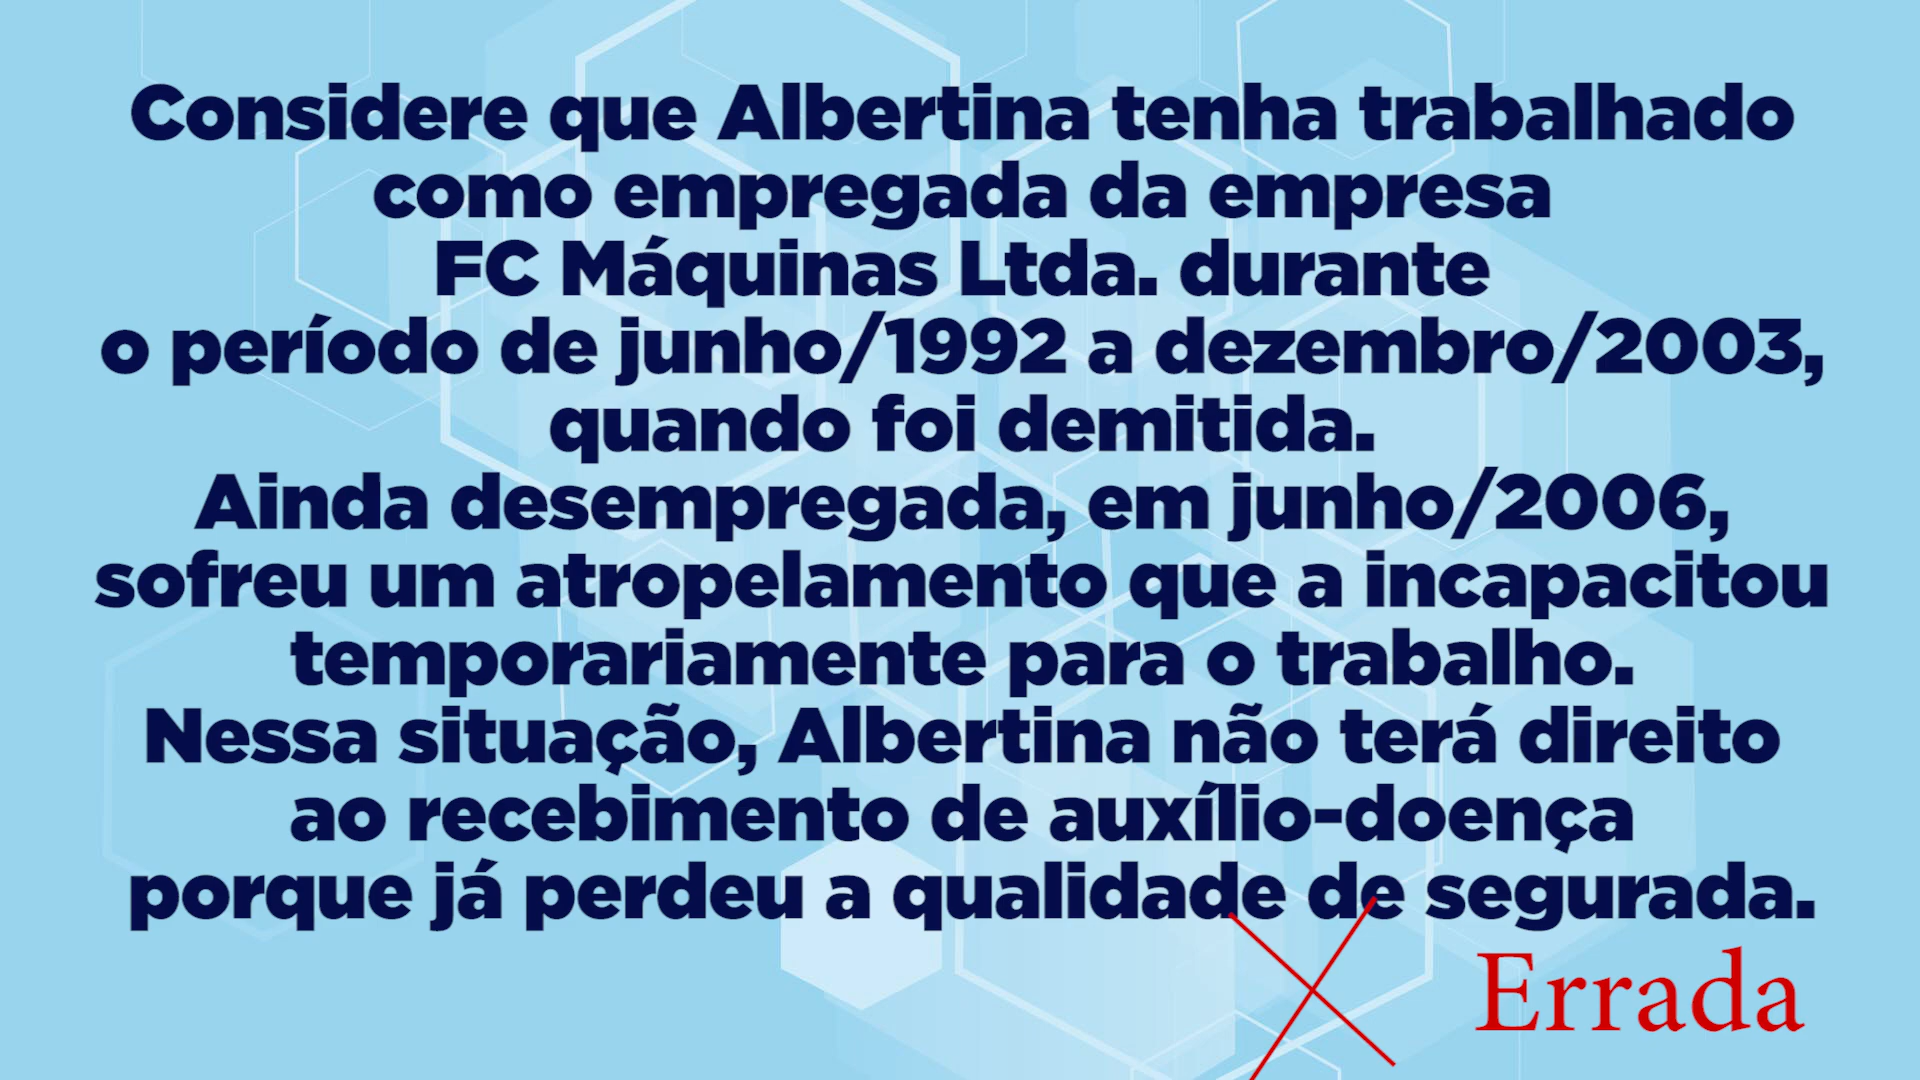 Considere que Albertina tenha trabalhado
como empregada da empresa
FC Máquinas Ltda. durante
o período de junho/1992 a dezembro/2003,
quando foi demitida.
Ainda desempregada, em junho/2006,
sofreu um atropelamento que a incapacitou
temporariamente para o trabalho.
Nessa situação, Albertina não terá direito
ao recebimento de auxílio-doença
porque já perdeu a qualidade de segurada.
Errada